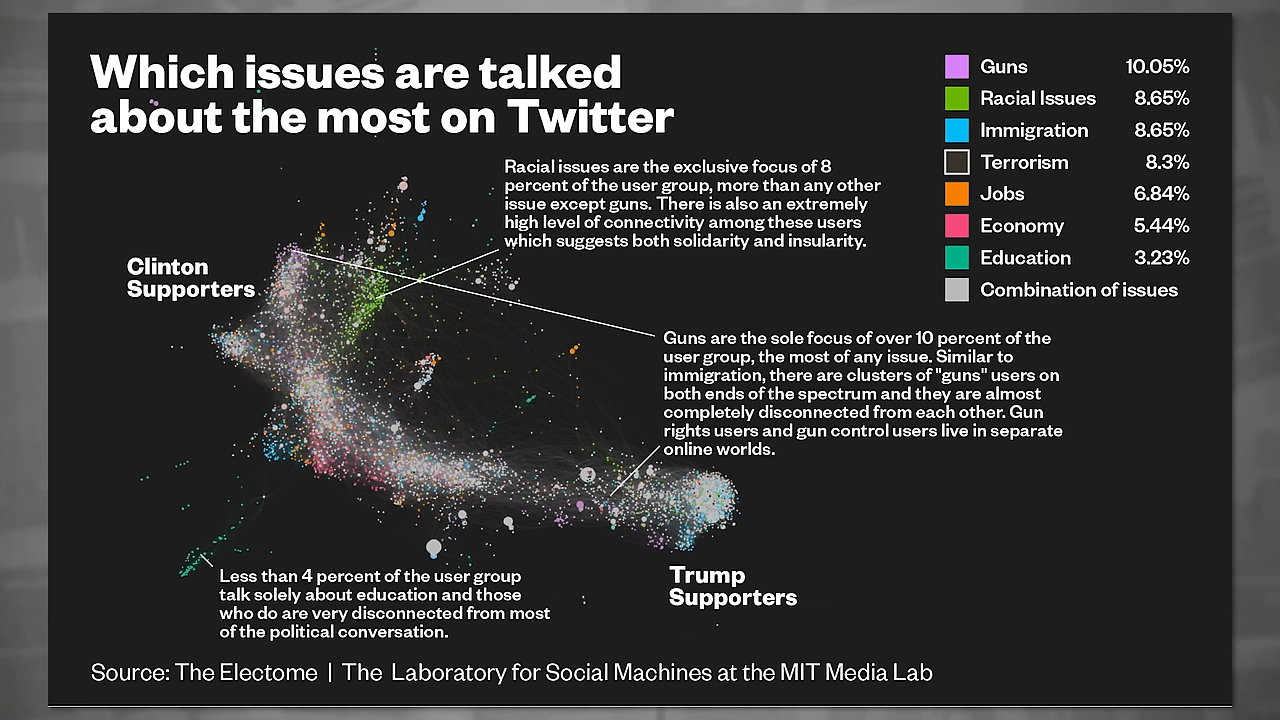 Which issues are talked
about the most on Twitter
Guns 10.05%
Racial Issues 8.65%
Immigration 8.65%
Terrorism 8.3%
Jobs 6.84%
Economy 5.44%
Education 3.23%
Combination of issues
Racial issues are the exclusive focus of 8
percent of the user group, more than any other
issue except guns. There is also an extremely
high level of connectivity among these users
which suggests both solidarity and insularity.
Clinton
Supporters
Guns are the sole focus of over 10 percent of the
user group, the most of any issue. Similar to
immigration, there are clusters of "guns" users on
both ends of the spectrum and they are almost
completely disconnected from each other. Gun
rights users and gun control users live in separate
online worlds.
Trump
Supporters
Less than 4 percent of the user group
talk solely about education and those
who do are very disconnected from most
of the political conversation.
Source: The Electome | The Laboratory for Social Machines at the MIT Media Lab